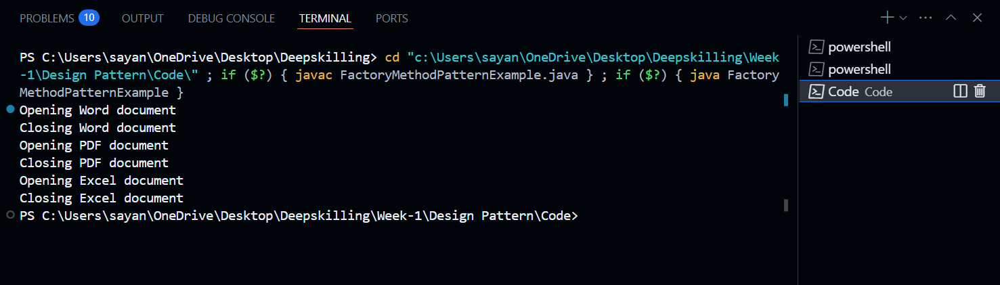 PROBLEMS 10 OUTPUT DEBUG CONSOLE TERMINAL PORTS
PS C:\Users\sayan\OneDrive\Desktop\Deepskilling> cd "c:\Users\sayan\OneDrive\Desktop\Deepskilling\Week
-1\Design Pattern\Code\" ; if ($?) { javac FactoryMethodPatternExample.java } ; if ($?) { java Factory
MethodPatternExample }
Opening Word document
Closing Word document
Opening PDF document
Closing PDF document
Opening Excel document
Closing Excel document
PS C:\Users\sayan\OneDrive\Desktop\Deepskilling\Week-1\Design Pattern\Code>
powershell
powershell
Code Code